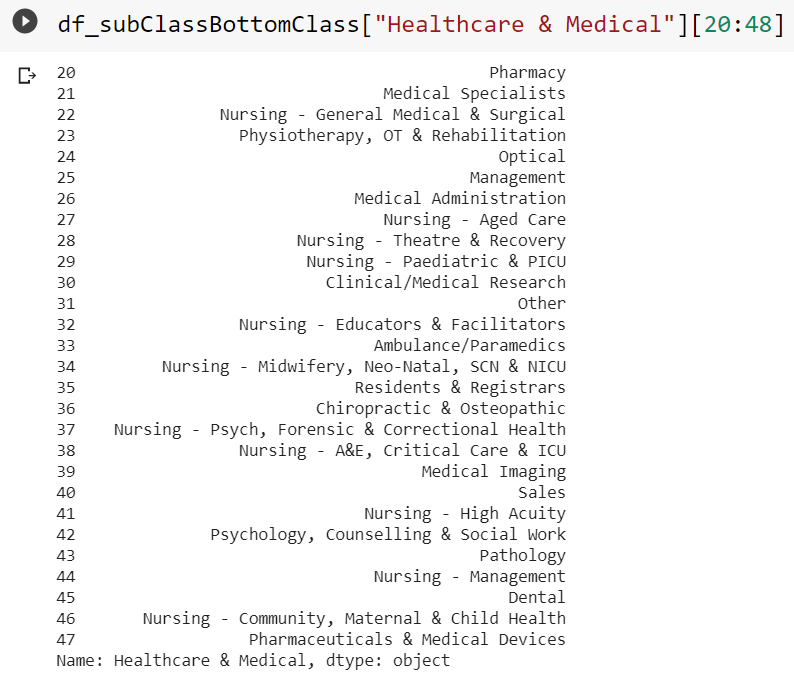 df_subClassBottomClass["Healthcare & Medical"][20:48]
20 Pharmacy
21 Medical Specialists
22 Nursing - General Medical & Surgical
23 Physiotherapy, OT & Rehabilitation
24 Optical
25 Management
26 Medical Administration
27 Nursing - Aged Care
28 Nursing - Theatre & Recovery
29 Nursing - Paediatric & PICU
30 Clinical/Medical Research
31 Other
32 Nursing - Educators & Facilitators
33 Ambulance/Paramedics
34 Nursing - Midwifery, Neo-Natal, SCN & NICU
35 Residents & Registrars
36 Chiropractic & Osteopathic
37 Nursing - Psych, Forensic & Correctional Health
38 Nursing - A&E, Critical Care & ICU
39 Medical Imaging
40 Sales
41 Nursing - High Acuity
42 Psychology, Counselling & Social Work
43 Pathology
44 Nursing - Management
45 Dental
46 Nursing - Community, Maternal & Child Health
47 Pharmaceuticals & Medical Devices
Name: Healthcare & Medical, dtype: object